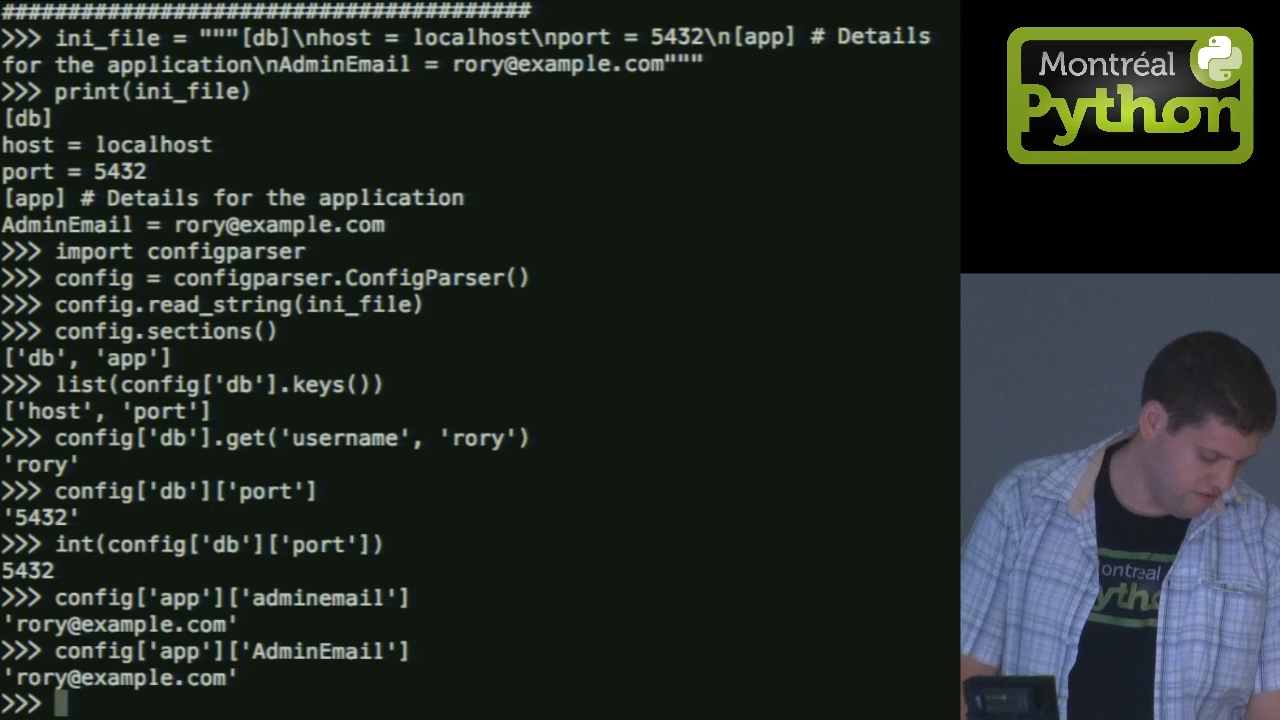 ########################################
>>> ini_file = """[db]\nhost = localhost\nport = 5432\n[app] # Details
for the application\nAdminEmail = rory@example.com"""
>>> print(ini_file)
[db]
host = localhost
port = 5432
[app] # Details for the application
AdminEmail = rory@example.com
>>> import configparser
>>> config = configparser.ConfigParser()
>>> config.read_string(ini_file)
>>> config.sections()
['db', 'app']
>>> list(config['db'].keys())
['host', 'port']
>>> config['db'].get('username', 'rory')
'rory'
>>> config['db']['port']
'5432'
>>> int(config['db']['port'])
5432
>>> config['app']['adminemail']
'rory@example.com'
>>> config['app']['AdminEmail']
'rory@example.com'
>>>
Montréal
Python
ontréal
ytho